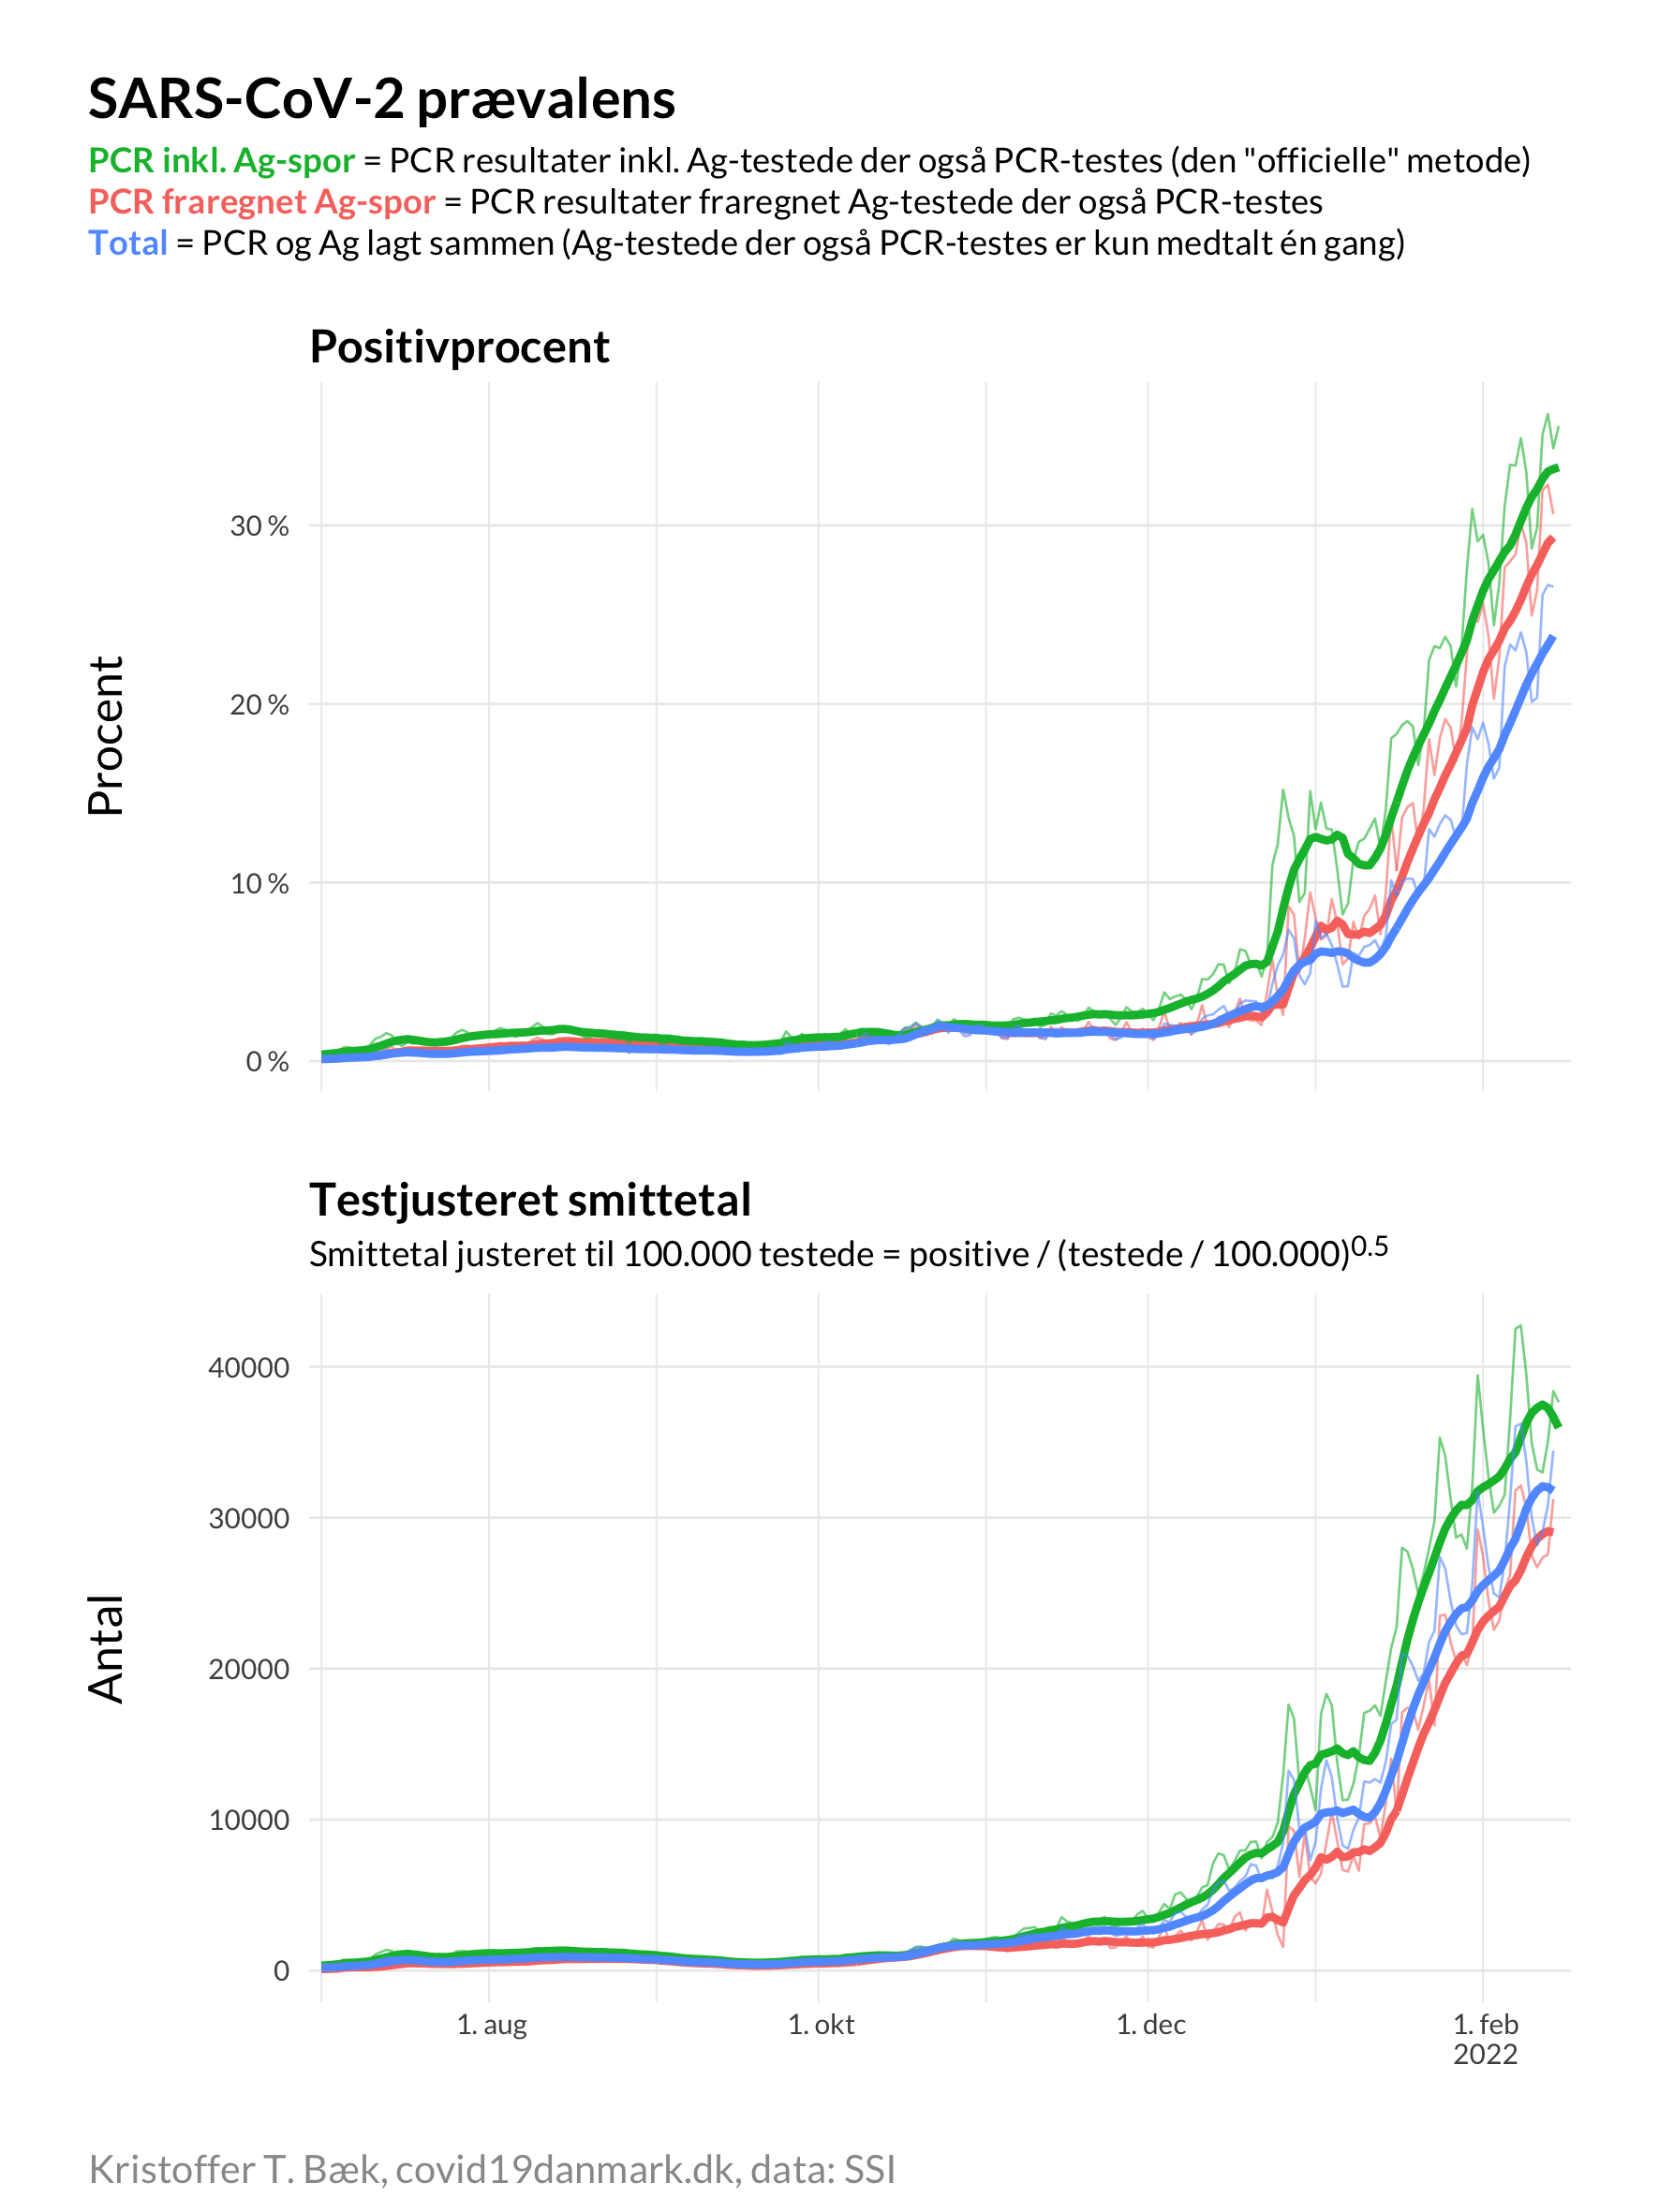 SARS-CoV-2 prævalens
PCR inkl. Ag-spor = PCR resultater inkl. Ag-testede der også PCR-testes (den "officielle" metode)
PCR fraregnet Ag-spor = PCR resultater fraregnet Ag-testede der også PCR-testes
Total = PCR og Ag lagt sammen (Ag-testede der også PCR-testes er kun medtalt én gang)
Positivprocent
Procent
30 %
20 %
10 %
0 %
Testjusteret smittetal
Smittetal justeret til 100.000 testede = positive / (testede / 100.000)^0.5
Antal
40000
30000
20000
10000
0
1. aug
1. okt
1. dec
1. feb
2022
Kristoffer T. Bæk, covid19danmark.dk, data: SSI